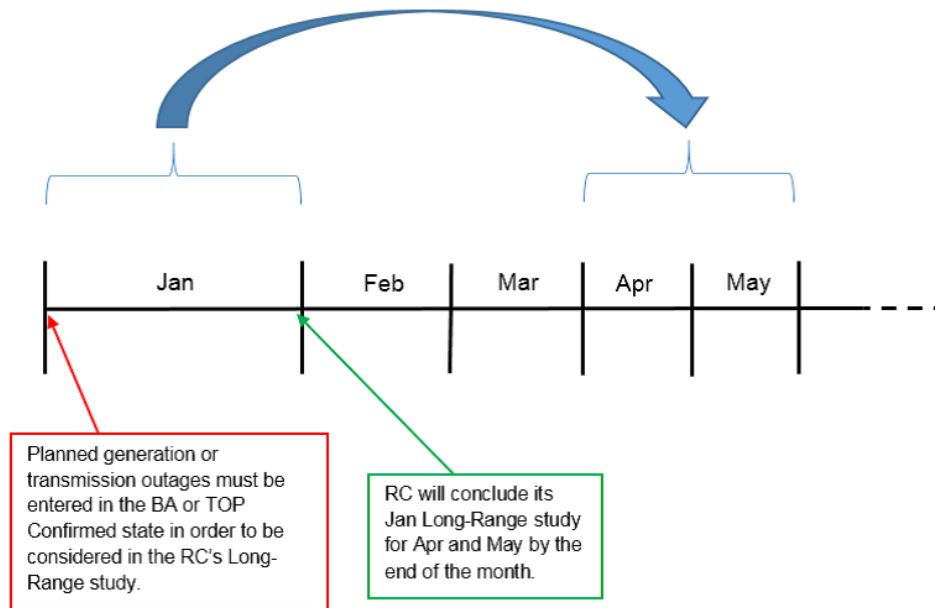 Jan
Feb
Mar
Apr
May
Planned generation or
transmission outages must be
entered in the BA or TOP
Confirmed state in order to be
considered in the RC's Long-
Range study.
RC will conclude its
Jan Long-Range study
for Apr and May by the
end of the month.